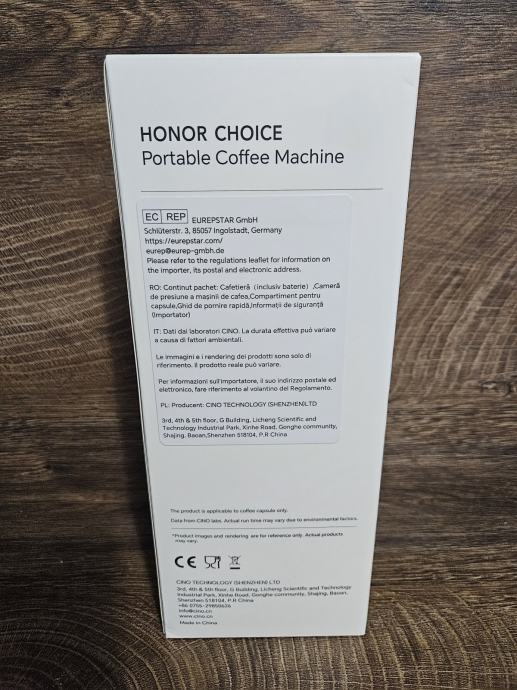 HONOR CHOICE
Portable Coffee Machine
EC REP EUREPSTAR GmbH
Schlüterstr. 3, 85057 Ingolstadt, Germany
https://eurepstar.com/
eurep@eurep-gmbh.de
Please refer to the regulations leaflet for information on
the importer, its postal and electronic address.
RO: Continut pachet: Cafetieră (inclusiv baterie) ,Cameră
de presiune a mașinii de cafea,Compartiment pentru
capsule,Ghid de pornire rapidă,Informații de siguranță
(Importator)
IT: Dati dai laboratori CINO. La durata effettiva può variare
a causa di fattori ambientali.
Le immagini e i rendering dei prodotti sono solo di
riferimento. Il prodotto reale può variare.
Per informazioni sull'importatore, il suo indirizzo postale ed
elettronico, fare riferimento al volantino del Regolamento.
PL: Producent: CINO TECHNOLOGY (SHENZHEN)LTD
3rd, 4th & 5th floor, G Building, Licheng Scientific and
Technology Industrial Park, Xinhe Road, Gonghe community,
Shajing, Baoan,Shenzhen 518104, P.R China
The product is applicable to coffee capsule only.
Data from CINO labs. Actual run time may vary due to environmental factors.
*Product images and rendering are for reference only. Actual products
may vary.
CE
CINO TECHNOLOGY (SHENZHEN) LTD
3rd, 4th & 5th floor, G Building, Licheng Scientific and Technology
Industrial Park, Xinhe Road, Gonghe community, Shajing, Baoan,
Shenzhen 518104, P.R China
+86 0755-29850626
info@cino.cn
www.cino.cn
Made in China